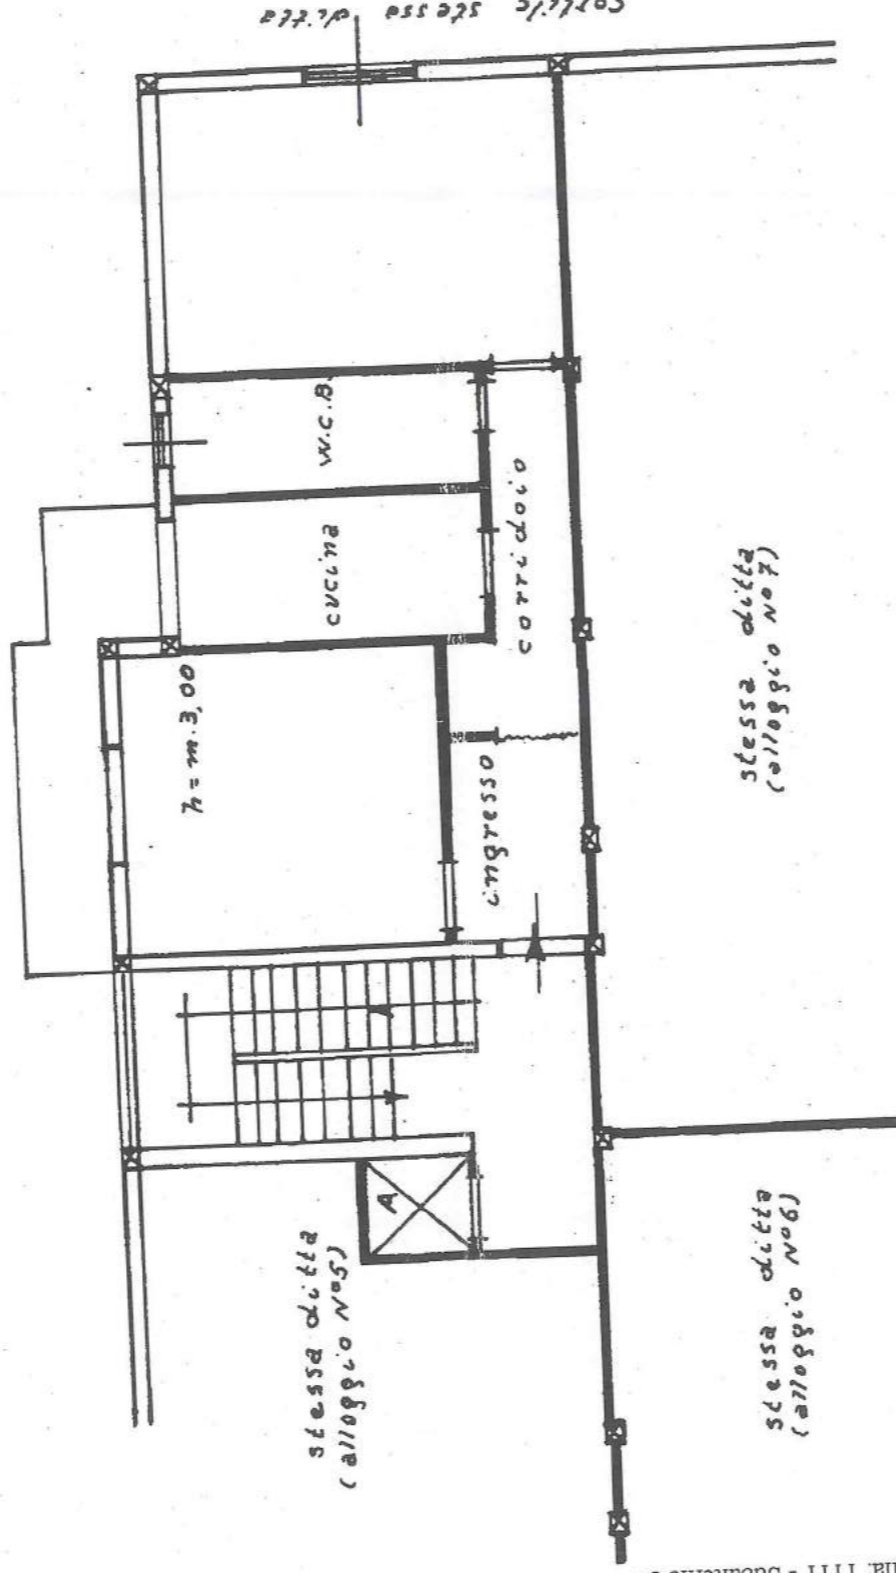 cortile stessa ditta
w.c.B.
cucina
corridoio
h = m. 3,00
ingresso
stessa ditta
(alloggio N° 7)
A
stessa ditta
(alloggio N° 5)
stessa ditta
(alloggio N° 6)